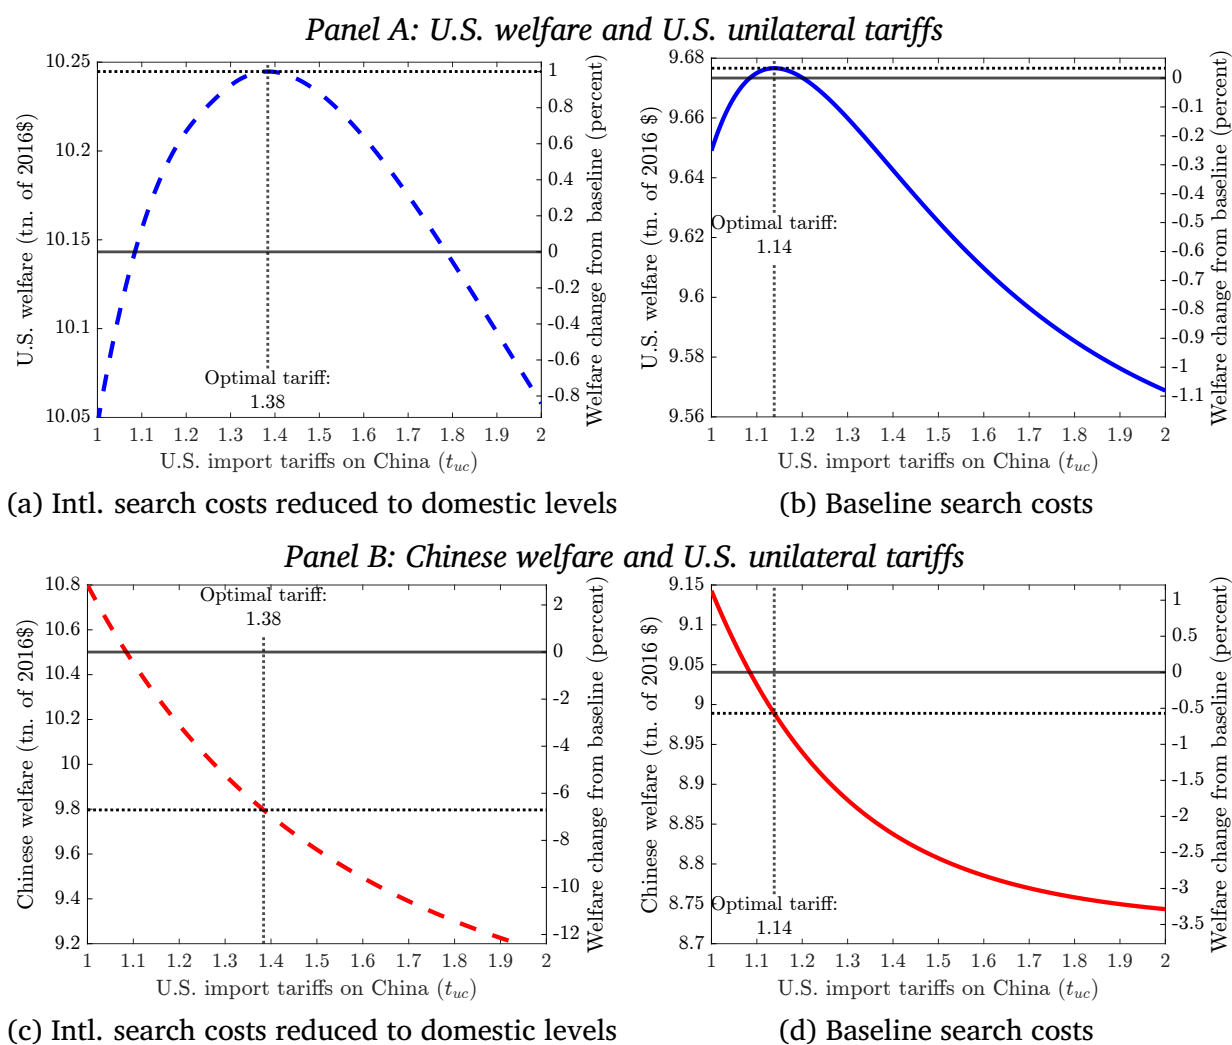 Panel A: U.S. welfare and U.S. unilateral tariffs
U.S. welfare (tn. of 2016$)
10.25
10.2
10.15
10.1
10.05
1
0.8
0.6
0.4
0.2
0
-0.2
-0.4
-0.6
-0.8
Welfare change from baseline (percent)
Optimal tariff:
1.38
1 1.1 1.2 1.3 1.4 1.5 1.6 1.7 1.8 1.9 2
U.S. import tariffs on China (t_uc)
(a) Intl. search costs reduced to domestic levels
U.S. welfare (tn. of 2016 $)
9.68
9.66
9.64
9.62
9.6
9.58
9.56
0
-0.1
-0.2
-0.3
-0.4
-0.5
-0.6
-0.7
-0.8
-0.9
-1
-1.1
Welfare change from baseline (percent)
Optimal tariff:
1.14
1 1.1 1.2 1.3 1.4 1.5 1.6 1.7 1.8 1.9 2
U.S. import tariffs on China (t_uc)
(b) Baseline search costs
Panel B: Chinese welfare and U.S. unilateral tariffs
Chinese welfare (tn. of 2016$)
10.8
10.6
10.5
10.4
10.2
10
9.8
9.6
9.4
9.2
2
0
-2
-4
-6
-8
-10
-12
Welfare change from baseline (percent)
Optimal tariff:
1.38
1 1.1 1.2 1.3 1.4 1.5 1.6 1.7 1.8 1.9 2
U.S. import tariffs on China (t_uc)
(c) Intl. search costs reduced to domestic levels
Chinese welfare (tn. of 2016 $)
9.15
9.1
9.05
9
8.95
8.9
8.85
8.8
8.75
8.7
1
0.5
0
-0.5
-1
-1.5
-2
-2.5
-3
-3.5
Welfare change from baseline (percent)
Optimal tariff:
1.14
1 1.1 1.2 1.3 1.4 1.5 1.6 1.7 1.8 1.9 2
U.S. import tariffs on China (t_uc)
(d) Baseline search costs